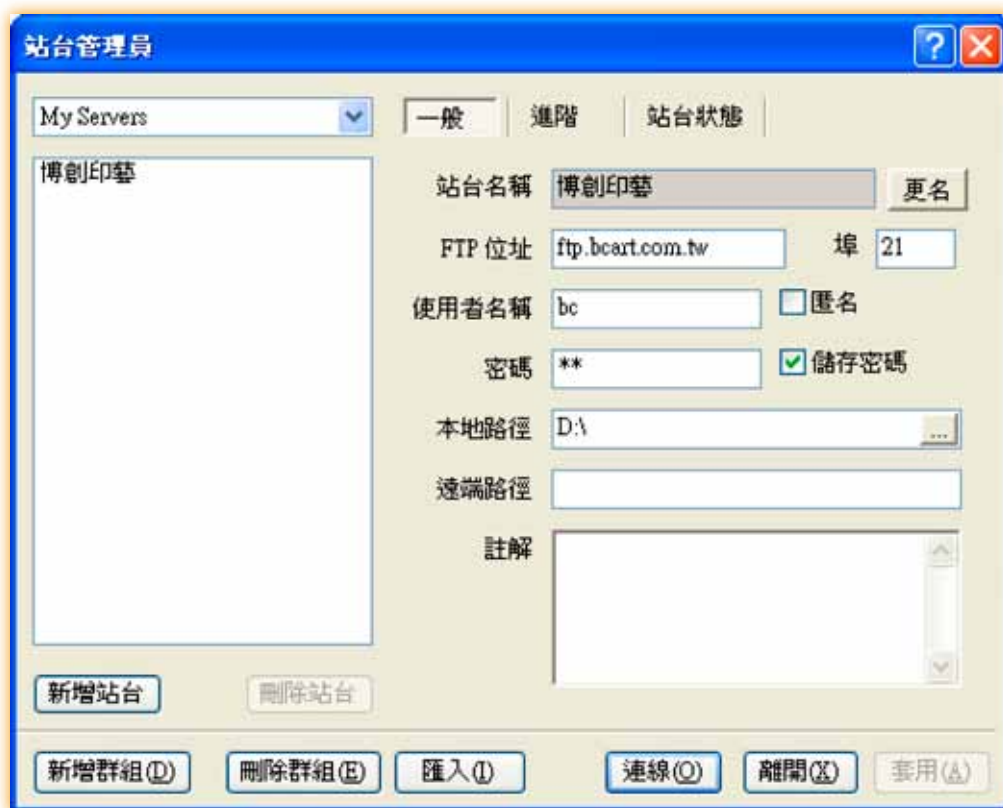 站台管理員
My Servers
一般 進階 站台狀態
博創印藝
站台名稱 博創印藝 更名
FTP 位址 ftp.bcart.com.tw 埠 21
使用者名稱 bc 匿名
密碼 ** 儲存密碼
本地路徑 D:\ ...
遠端路徑
註解
新增站台 刪除站台
新增群組(D) 刪除群組(E) 匯入(I) 連線(O) 離開(X) 套用(A)